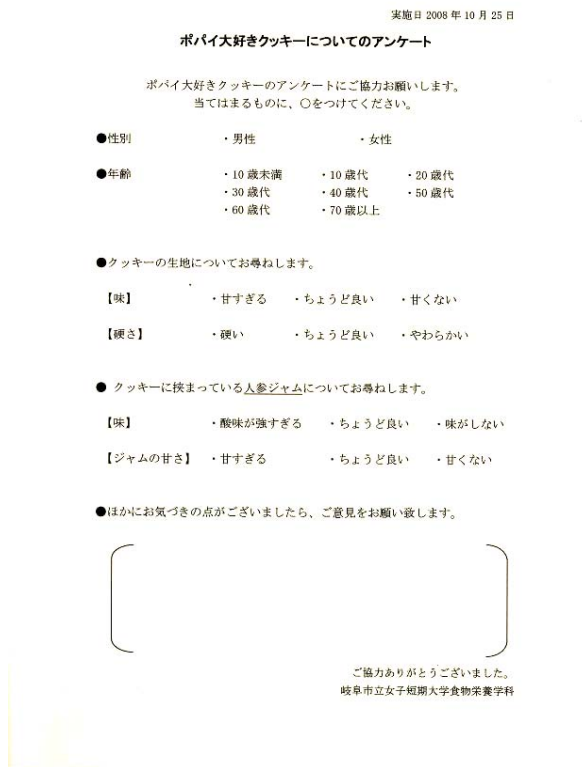 実施日 2008 年 10 月 25 日
ポパイ大好きクッキーについてのアンケート
ポパイ大好きクッキーのアンケートにご協力お願いします。
当てはまるものに、○をつけてください。
●性別 ・男性 ・女性
●年齢 ・10 歳未満 ・10 歳代 ・20 歳代
・30 歳代 ・40 歳代 ・50 歳代
・60 歳代 ・70 歳以上
●クッキーの生地についてお尋ねします。
【味】 ・甘すぎる ・ちょうど良い ・甘くない
【硬さ】 ・硬い ・ちょうど良い ・やわらかい
● クッキーに挟まっている人参ジャムについてお尋ねします。
【味】 ・酸味が強すぎる ・ちょうど良い ・味がしない
【ジャムの甘さ】 ・甘すぎる ・ちょうど良い ・甘くない
●ほかにお気づきの点がございましたら、ご意見をお願い致します。
ご協力ありがとうございました。
岐阜市立女子短期大学食物栄養学科